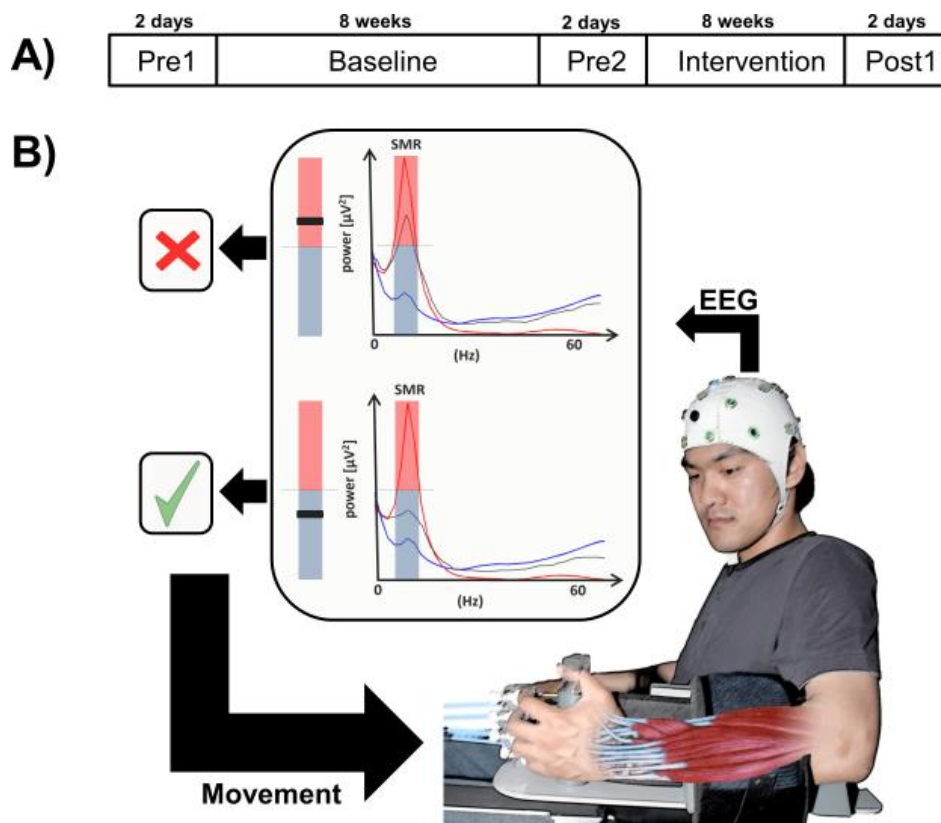 2 days 8 weeks 2 days 8 weeks 2 days
A) Pre1 Baseline Pre2 Intervention Post1
B)
SMR
power [µV²]
0 60
(Hz)
EEG
SMR
power [µV²]
0 60
(Hz)
Movement